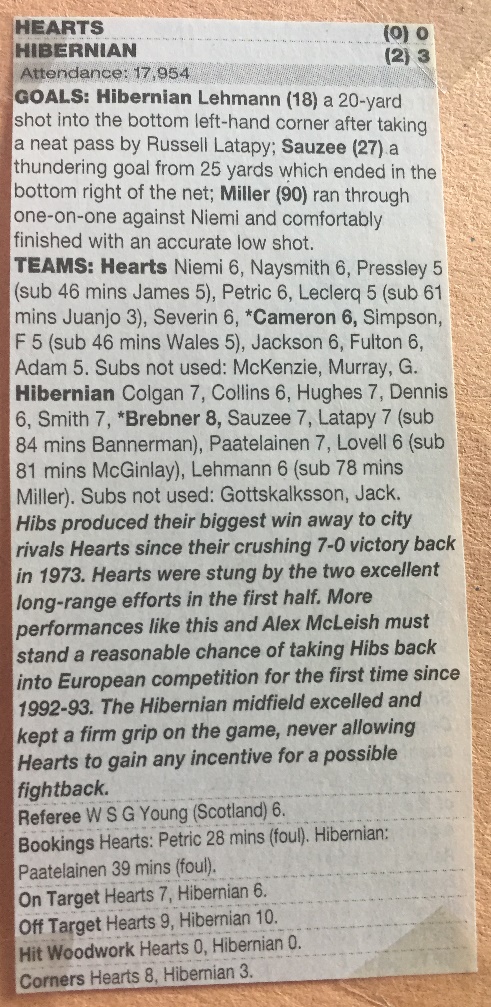 HEARTS (0) 0
HIBERNIAN (2) 3
Attendance: 17,954
GOALS: Hibernian Lehmann (18) a 20-yard
shot into the bottom left-hand corner after taking
a neat pass by Russell Latapy; Sauzee (27) a
thundering goal from 25 yards which ended in the
bottom right of the net; Miller (90) ran through
one-on-one against Niemi and comfortably
finished with an accurate low shot.
TEAMS: Hearts Niemi 6, Naysmith 6, Pressley 5
(sub 46 mins James 5), Petric 6, Leclerq 5 (sub 61
mins Juanjo 3), Severin 6, *Cameron 6, Simpson,
F 5 (sub 46 mins Wales 5), Jackson 6, Fulton 6,
Adam 5. Subs not used: McKenzie, Murray, G.
Hibernian Colgan 7, Collins 6, Hughes 7, Dennis
6, Smith 7, *Brebner 8, Sauzee 7, Latapy 7 (sub
84 mins Bannerman), Paatelainen 7, Lovell 6 (sub
81 mins McGinlay), Lehmann 6 (sub 78 mins
Miller). Subs not used: Gottskalksson, Jack.
Hibs produced their biggest win away to city
rivals Hearts since their crushing 7-0 victory back
in 1973. Hearts were stung by the two excellent
long-range efforts in the first half. More
performances like this and Alex McLeish must
stand a reasonable chance of taking Hibs back
into European competition for the first time since
1992-93. The Hibernian midfield excelled and
kept a firm grip on the game, never allowing
Hearts to gain any incentive for a possible
fightback.
Referee W S G Young (Scotland) 6.
Bookings Hearts: Petric 28 mins (foul). Hibernian:
Paatelainen 39 mins (foul).
On Target Hearts 7, Hibernian 6.
Off Target Hearts 9, Hibernian 10.
Hit Woodwork Hearts 0, Hibernian 0.
Corners Hearts 8, Hibernian 3.